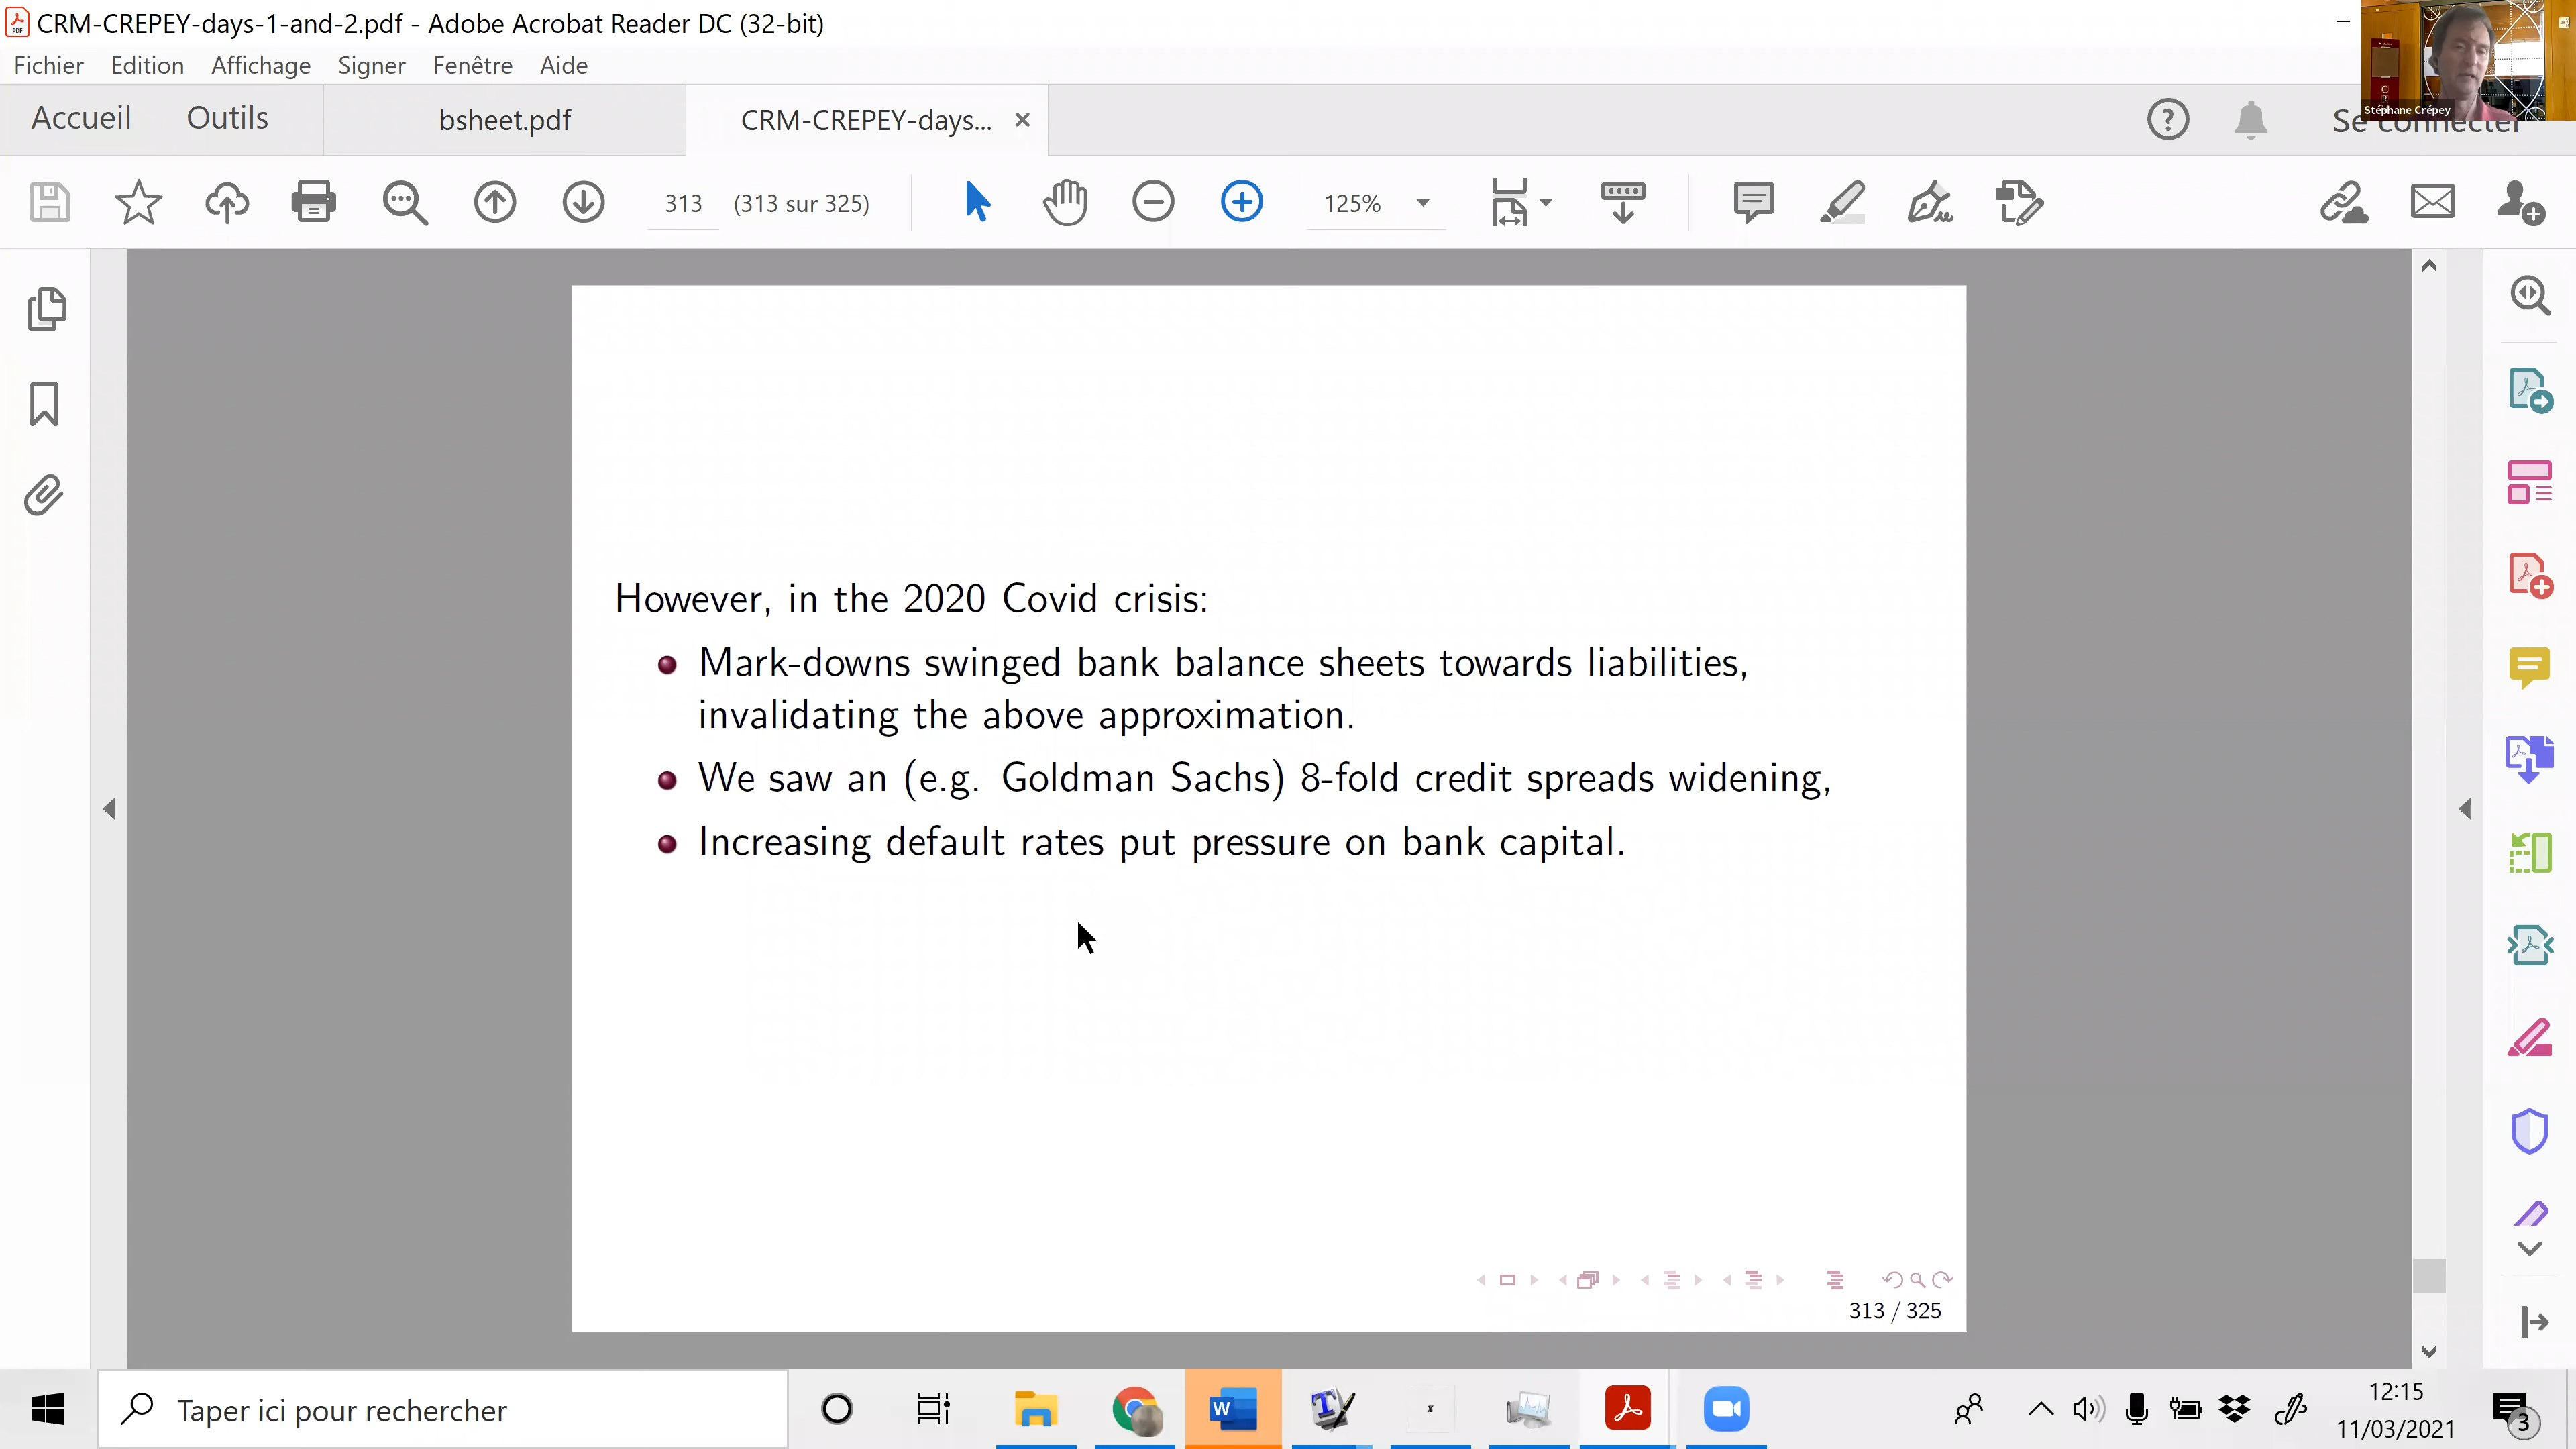 CRM-CREPEY-days-1-and-2.pdf - Adobe Acrobat Reader DC (32-bit)
Stéphane Crépey
Fichier Edition Affichage Signer Fenêtre Aide
Accueil Outils bsheet.pdf CRM-CREPEY-days... Se connecter
313 (313 sur 325) 125%
However, in the 2020 Covid crisis:
Mark-downs swinged bank balance sheets towards liabilities,
invalidating the above approximation.
We saw an (e.g. Goldman Sachs) 8-fold credit spreads widening,
Increasing default rates put pressure on bank capital.
313 / 325
Taper ici pour rechercher
12:15
11/03/2021
3